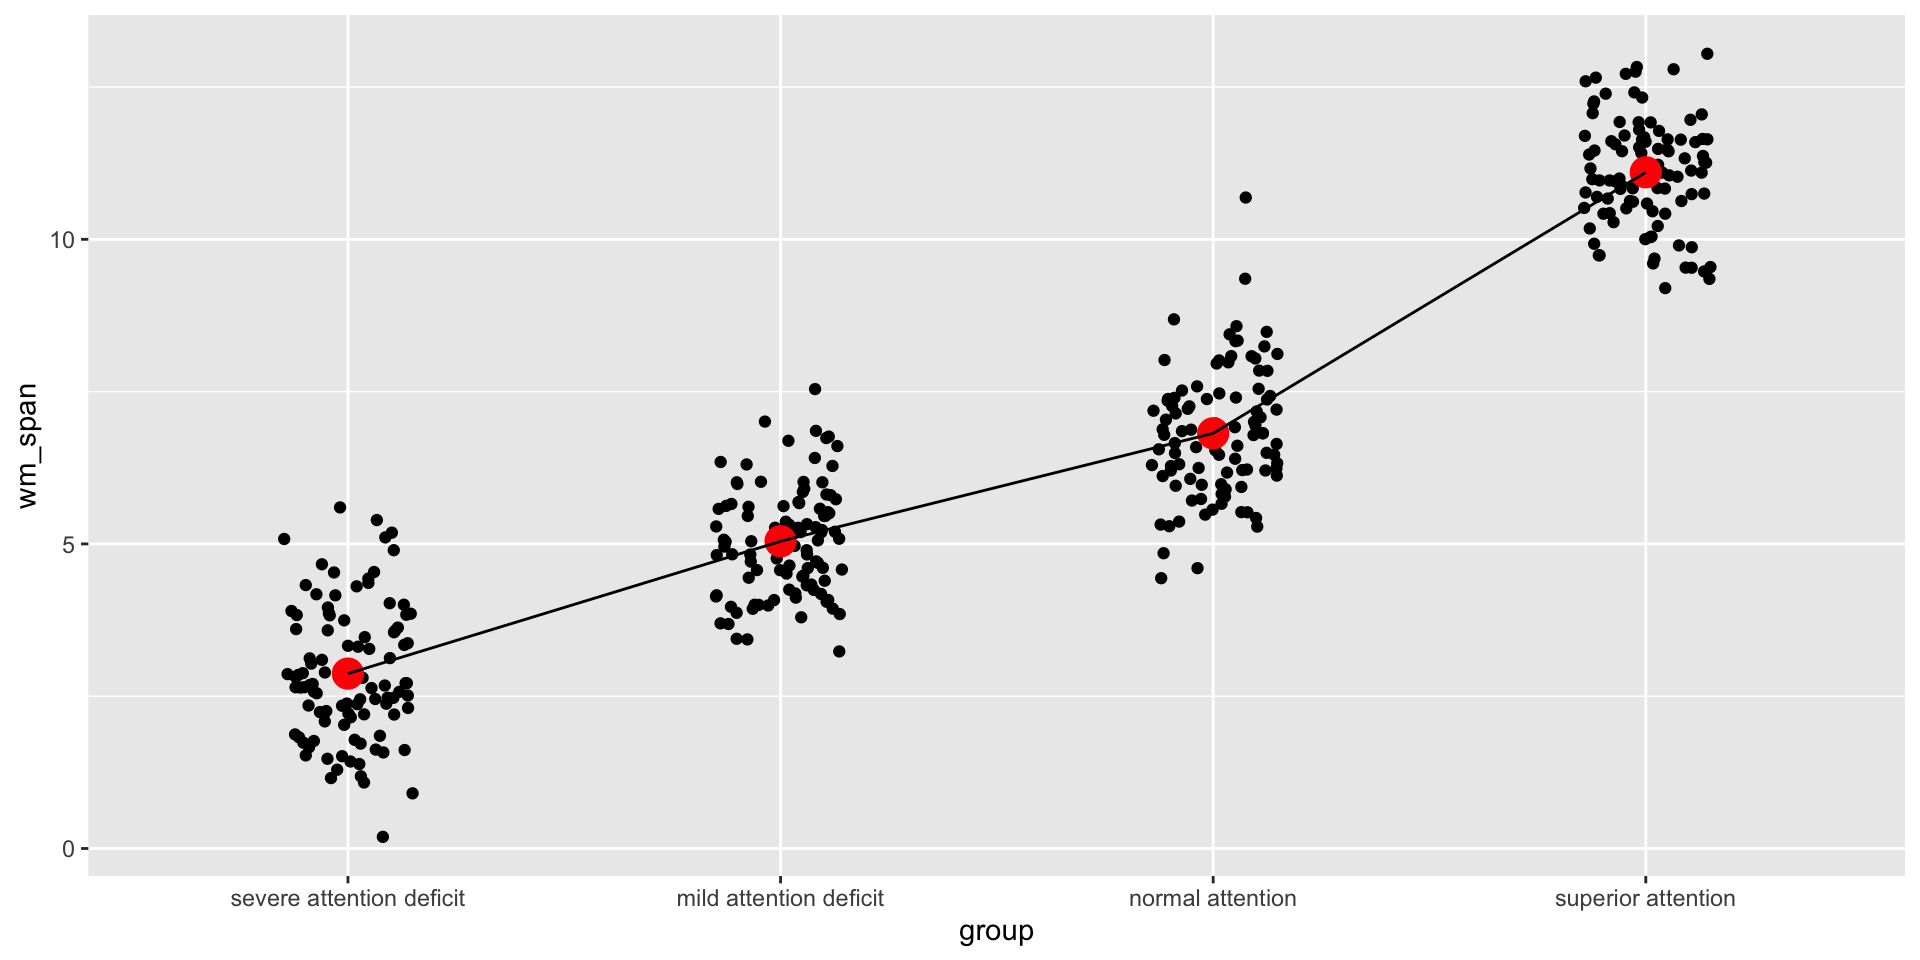 wm_span
10
5
0
severe attention deficit
mild attention deficit
normal attention
superior attention
group